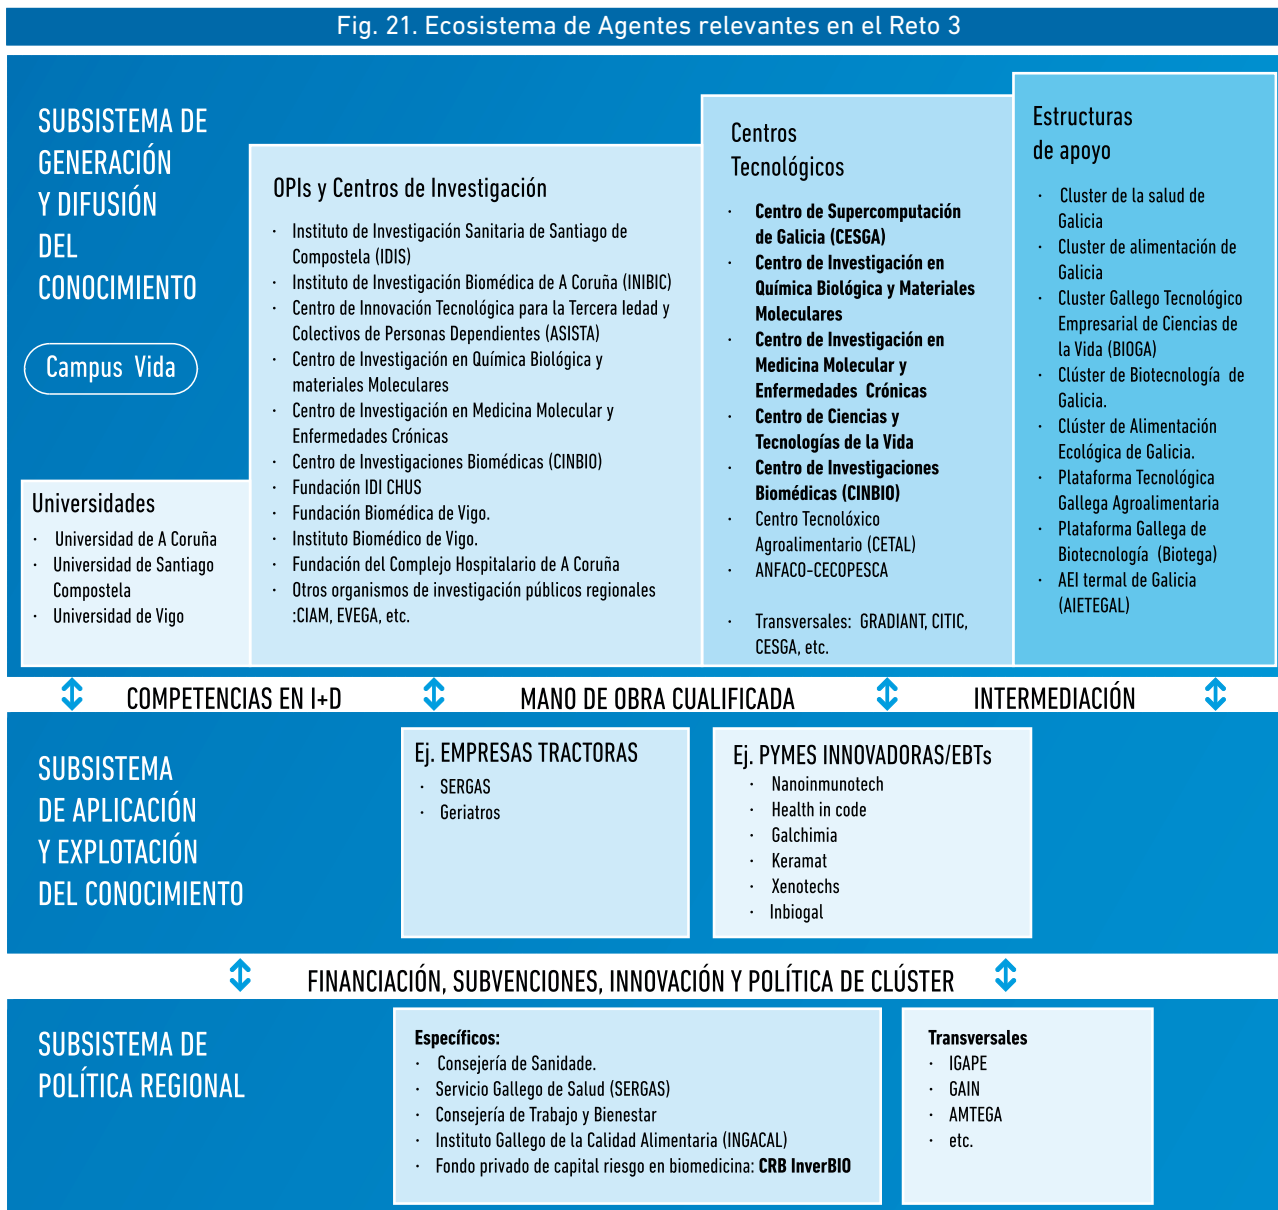 Fig. 21. Ecosistema de Agentes relevantes en el Reto 3
SUBSISTEMA DE
GENERACIÓN
Y DIFUSIÓN
DEL
CONOCIMIENTO
Campus Vida
Universidades
· Universidad de A Coruña
· Universidad de Santiago
Compostela
· Universidad de Vigo
OPIs y Centros de Investigación
· Instituto de Investigación Sanitaria de Santiago de
Compostela (IDIS)
· Instituto de Investigación Biomédica de A Coruña (INIBIC)
· Centro de Innovación Tecnológica para la Tercera Iedad y
Colectivos de Personas Dependientes (ASISTA)
· Centro de Investigación en Química Biológica y
materiales Moleculares
· Centro de Investigación en Medicina Molecular y
Enfermedades Crónicas
· Centro de Investigaciones Biomédicas (CINBIO)
· Fundación IDI CHUS
· Fundación Biomédica de Vigo.
· Instituto Biomédico de Vigo.
· Fundación del Complejo Hospitalario de A Coruña
· Otros organismos de investigación públicos regionales
:CIAM, EVEGA, etc.
Centros
Tecnológicos
· Centro de Supercomputación
de Galicia (CESGA)
· Centro de Investigación en
Química Biológica y Materiales
Moleculares
· Centro de Investigación en
Medicina Molecular y
Enfermedades Crónicas
· Centro de Ciencias y
Tecnologías de la Vida
· Centro de Investigaciones
Biomédicas (CINBIO)
· Centro Tecnolóxico
Agroalimentario (CETAL)
· ANFACO-CECOPESCA
· Transversales: GRADIANT, CITIC,
CESGA, etc.
Estructuras
de apoyo
· Cluster de la salud de
Galicia
· Cluster de alimentación de
Galicia
· Cluster Gallego Tecnológico
Empresarial de Ciencias de
la Vida (BIOGA)
· Clúster de Biotecnología de
Galicia.
· Clúster de Alimentación
Ecológica de Galicia.
· Plataforma Tecnológica
Gallega Agroalimentaria
· Plataforma Gallega de
Biotecnología (Biotega)
· AEI termal de Galicia
(AIETEGAL)
COMPETENCIAS EN I+D
MANO DE OBRA CUALIFICADA
INTERMEDIACIÓN
SUBSISTEMA
DE APLICACIÓN
Y EXPLOTACIÓN
DEL CONOCIMIENTO
Ej. EMPRESAS TRACTORAS
· SERGAS
· Geriatros
Ej. PYMES INNOVADORAS/EBTs
· Nanoinmunotech
· Health in code
· Galchimia
· Keramat
· Xenotechs
· Inbiogal
FINANCIACIÓN, SUBVENCIONES, INNOVACIÓN Y POLÍTICA DE CLÚSTER
SUBSISTEMA DE
POLÍTICA REGIONAL
Específicos:
· Consejería de Sanidade.
· Servicio Gallego de Salud (SERGAS)
· Consejería de Trabajo y Bienestar
· Instituto Gallego de la Calidad Alimentaria (INGACAL)
· Fondo privado de capital riesgo en biomedicina: CRB InverBIO
Transversales
· IGAPE
· GAIN
· AMTEGA
· etc.